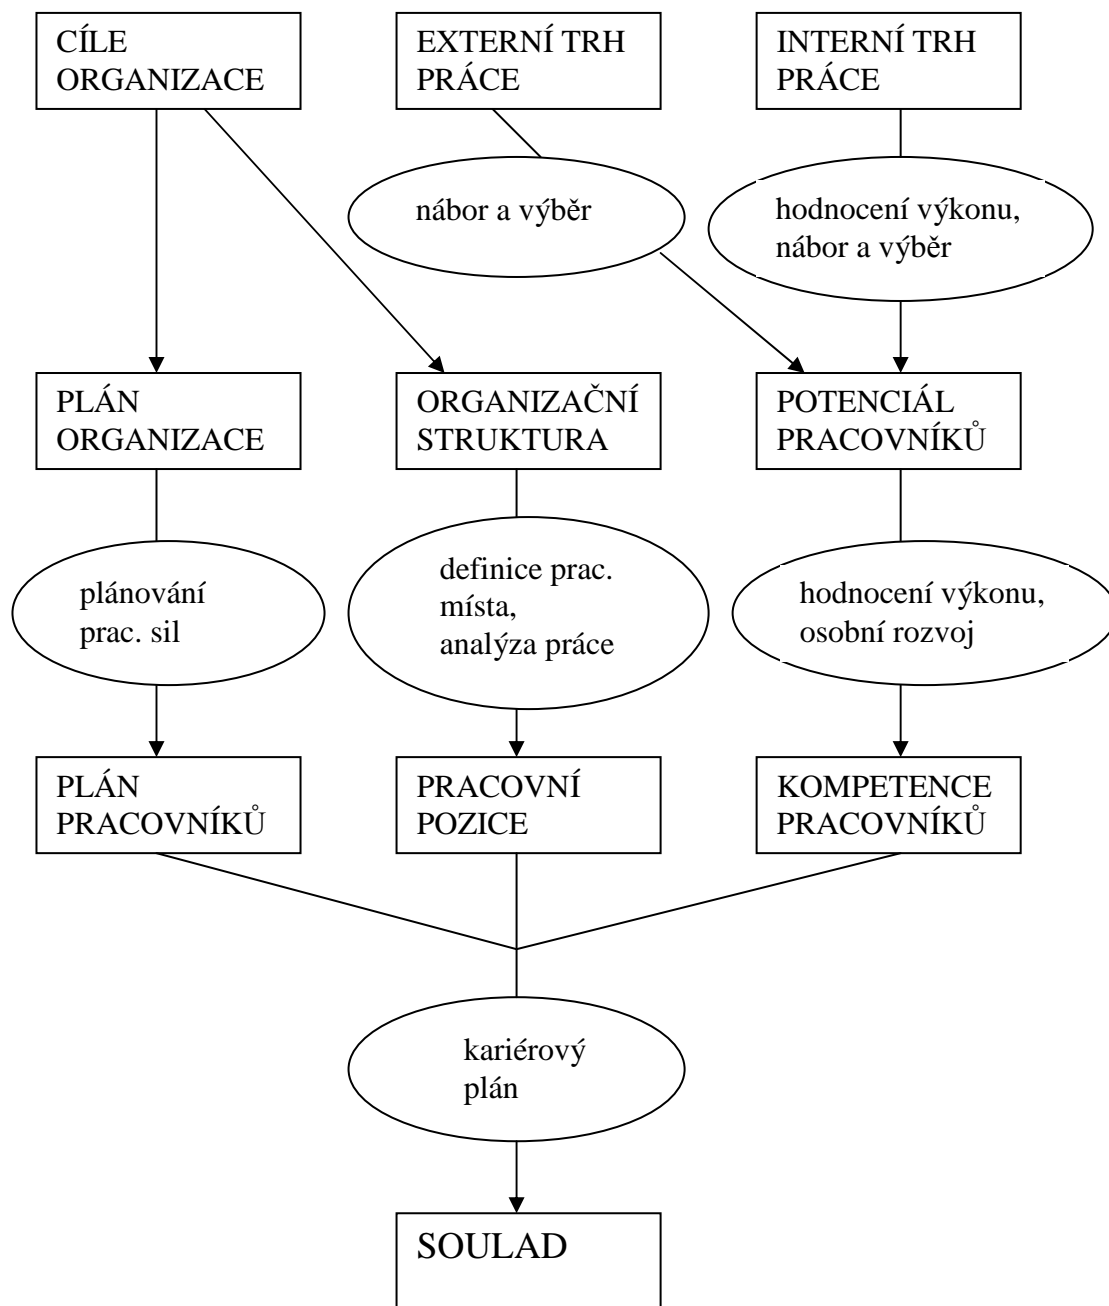 CÍLE
ORGANIZACE
EXTERNÍ TRH
PRÁCE
INTERNÍ TRH
PRÁCE
nábor a výběr
hodnocení výkonu,
nábor a výběr
PLÁN
ORGANIZACE
ORGANIZAČNÍ
STRUKTURA
POTENCIÁL
PRACOVNÍKŮ
plánování
prac. sil
definice prac.
místa,
analýza práce
hodnocení výkonu,
osobní rozvoj
PLÁN
PRACOVNÍKŮ
PRACOVNÍ
POZICE
KOMPETENCE
PRACOVNÍKŮ
kariérový
plán
SOULAD